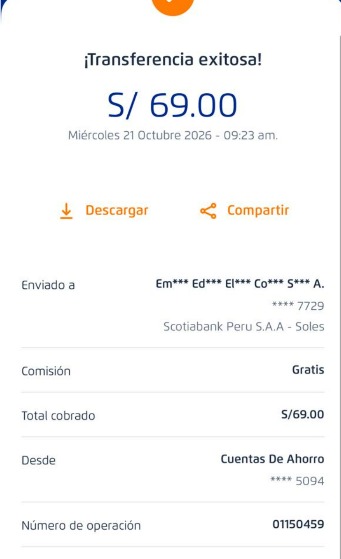 ¡Transferencia exitosa!
S/ 69.00
Miércoles 21 Octubre 2026 - 09:23 am.
Descargar
Compartir
Enviado a
Em*** Ed*** El*** Co*** S*** A.
**** 7729
Scotiabank Peru S.A.A - Soles
Comisión
Gratis
Total cobrado
S/69.00
Desde
Cuentas De Ahorro
**** 5094
Número de operación
01150459